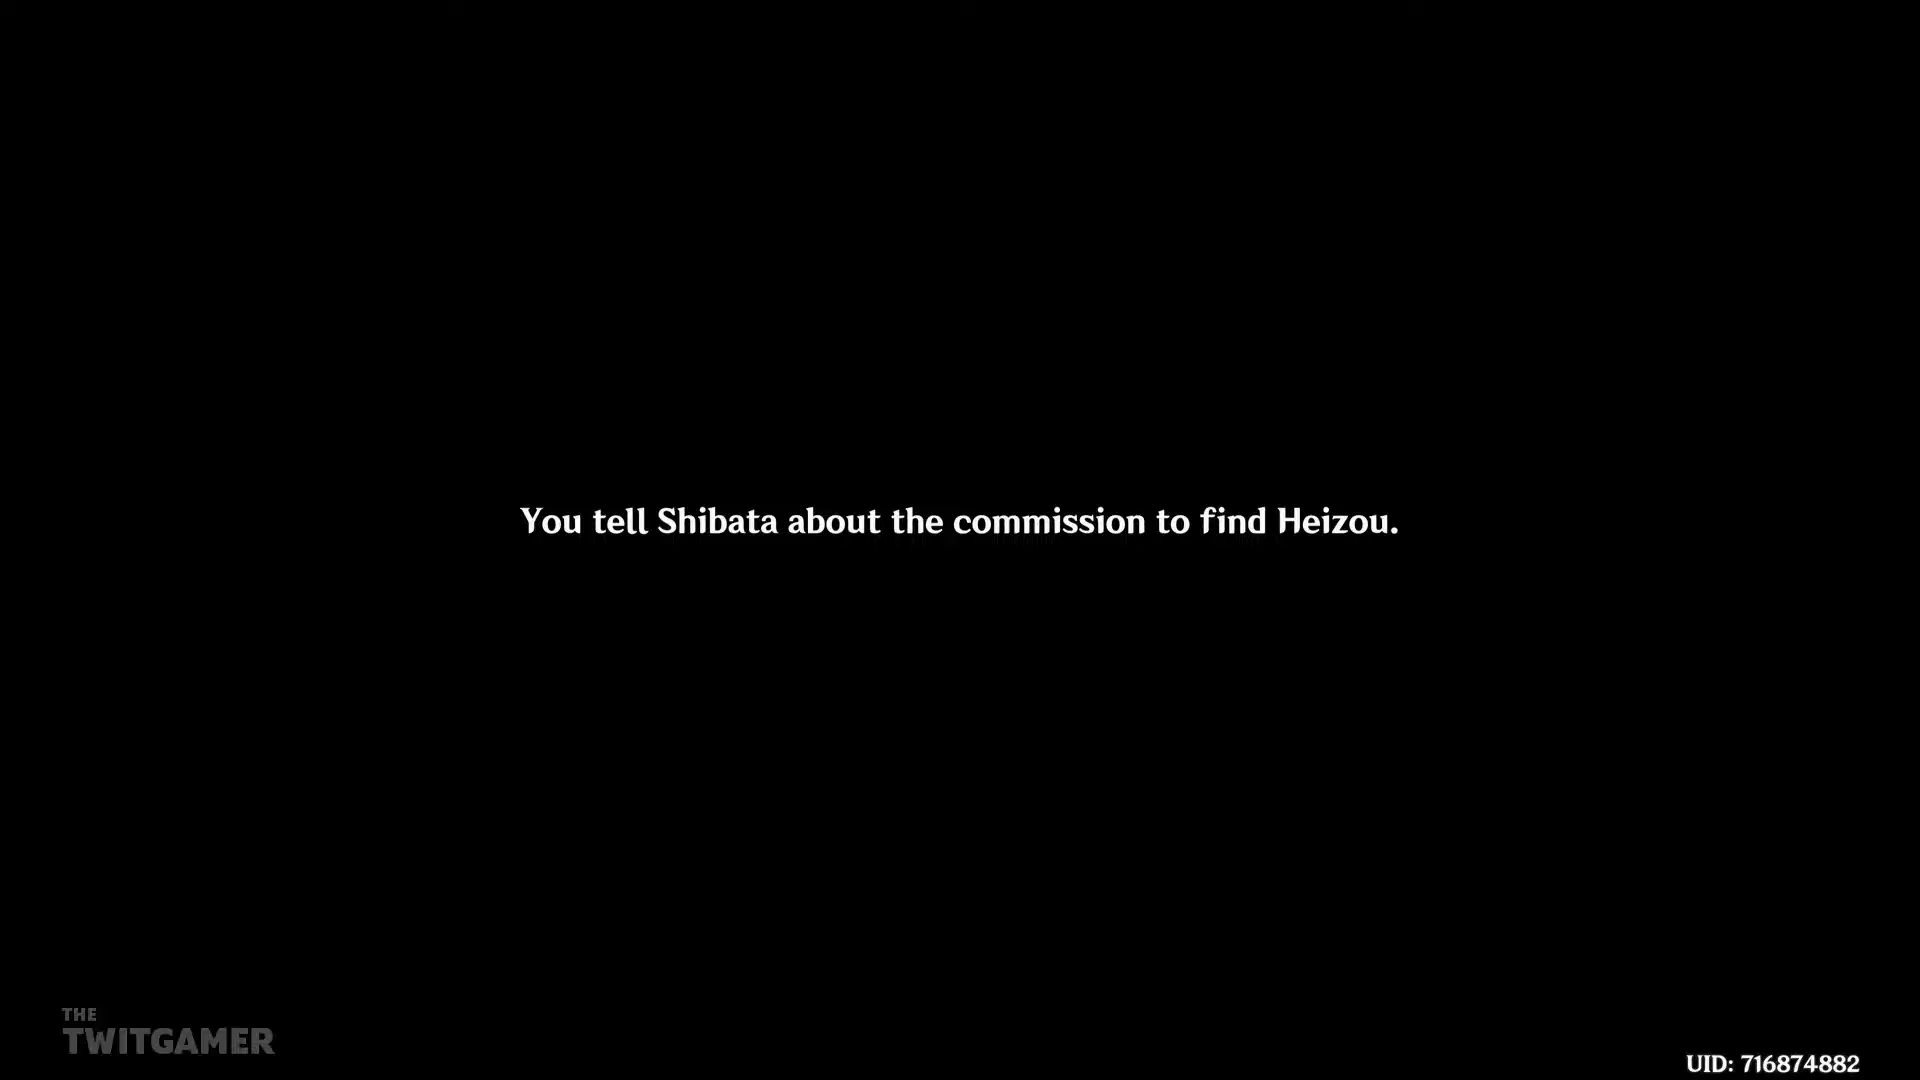 You tell Shibata about the commission to find Heizou.
THE
TWITGAMER
UID: 716874882